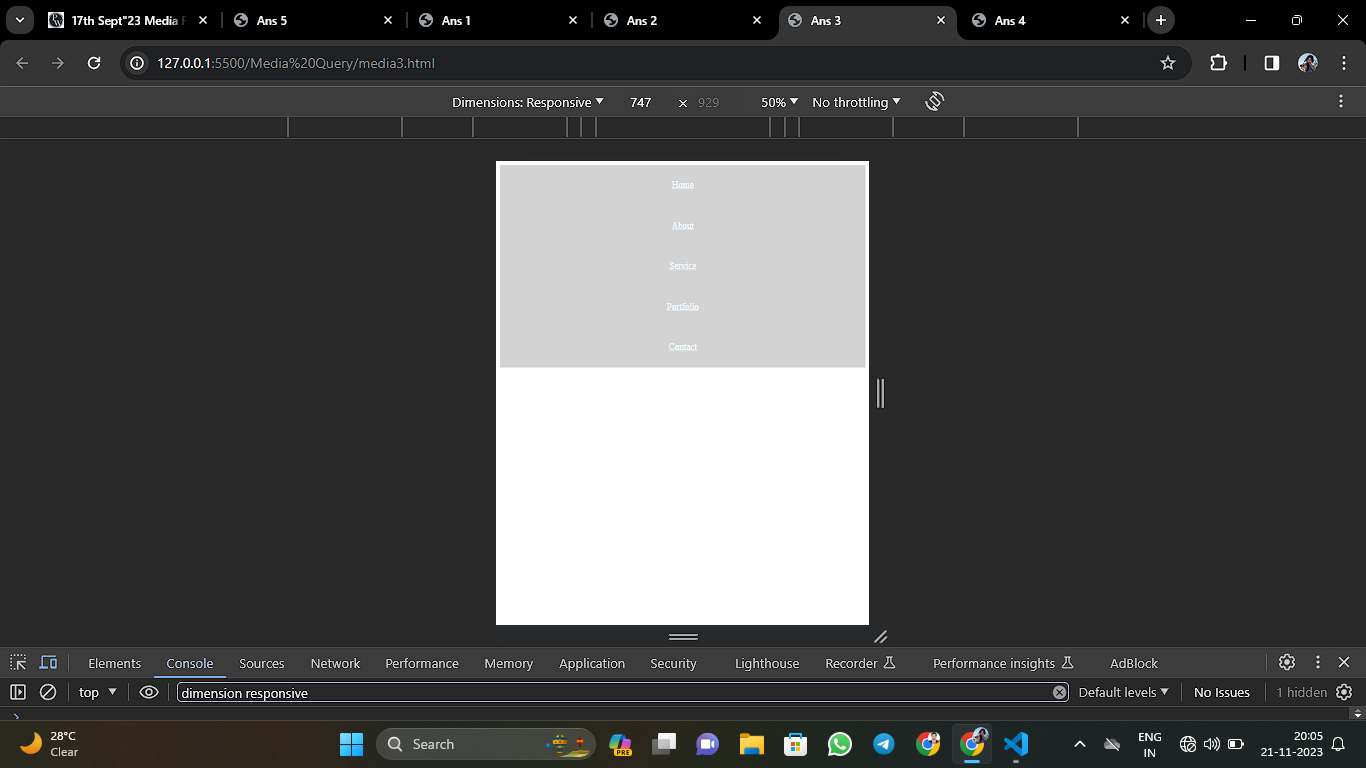 17th Sept"23 Media
Ans 5
Ans 1
Ans 2
Ans 3
Ans 4
127.0.0.1:5500/Media%20Query/media3.html
Dimensions: Responsive
747 × 929
50%
No throttling
Home
About
Service
Portfolio
Contact
Elements Console Sources Network Performance Memory Application Security Lighthouse Recorder Performance insights AdBlock
top
dimension responsive
Default levels
No Issues
1 hidden
28°C
Clear
Search
PRE
ENG
IN
20:05
21-11-2023